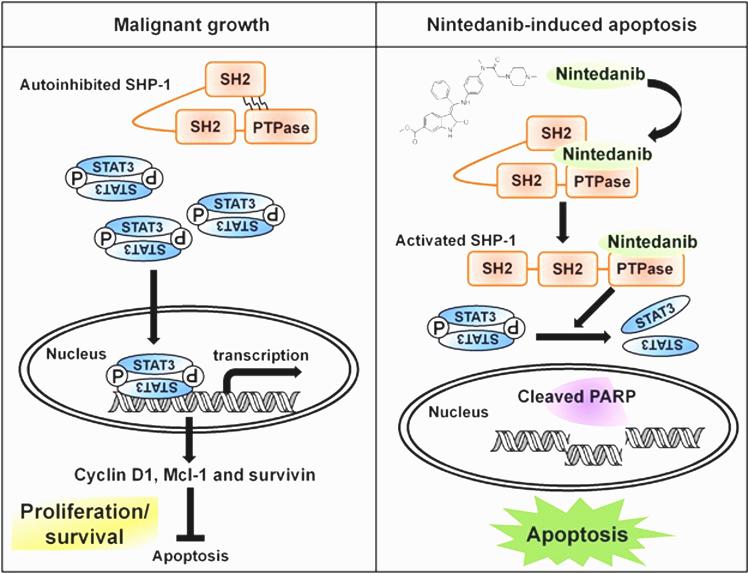 Malignant growth
Autoinhibited SHP-1
SH2
SH2
PTPase
P
STAT3
STAT3
P
P
STAT3
STAT3
P
P
STAT3
STAT3
P
Nucleus
P
STAT3
STAT3
P
transcription
Cyclin D1, Mcl-1 and survivin
Proliferation/
survival
Apoptosis
Nintedanib-induced apoptosis
Nintedanib
SH2
Nintedanib
SH2
PTPase
Activated SHP-1
Nintedanib
SH2
SH2
PTPase
P
STAT3
STAT3
P
STAT3
STAT3
Nucleus
Cleaved PARP
Apoptosis